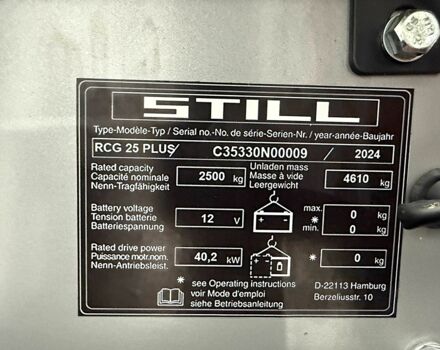 STILL
Type-Modèle-Typ / Serial no.-No. de série-Serien-Nr. / year-année-Baujahr
RCG 25 PLUS / C35330N00009 / 2024
Rated capacity
Capacité nominale 2500 kg
Nenn-Tragfähigkeit
Unladen mass
Masse à vide 4610 kg
Leergewicht
Battery voltage
Tension batterie 12 V
Batteriespannung
max. 0 kg
*
min. 0 kg
Rated drive power
Puissance motr.nom. 40,2 kW
Nenn-Antriebsleist.
* 0 kg
* see Operating instructions
voir Mode d'emploi
siehe Betriebsanleitung
D-22113 Hamburg
Berzeliusstr. 10